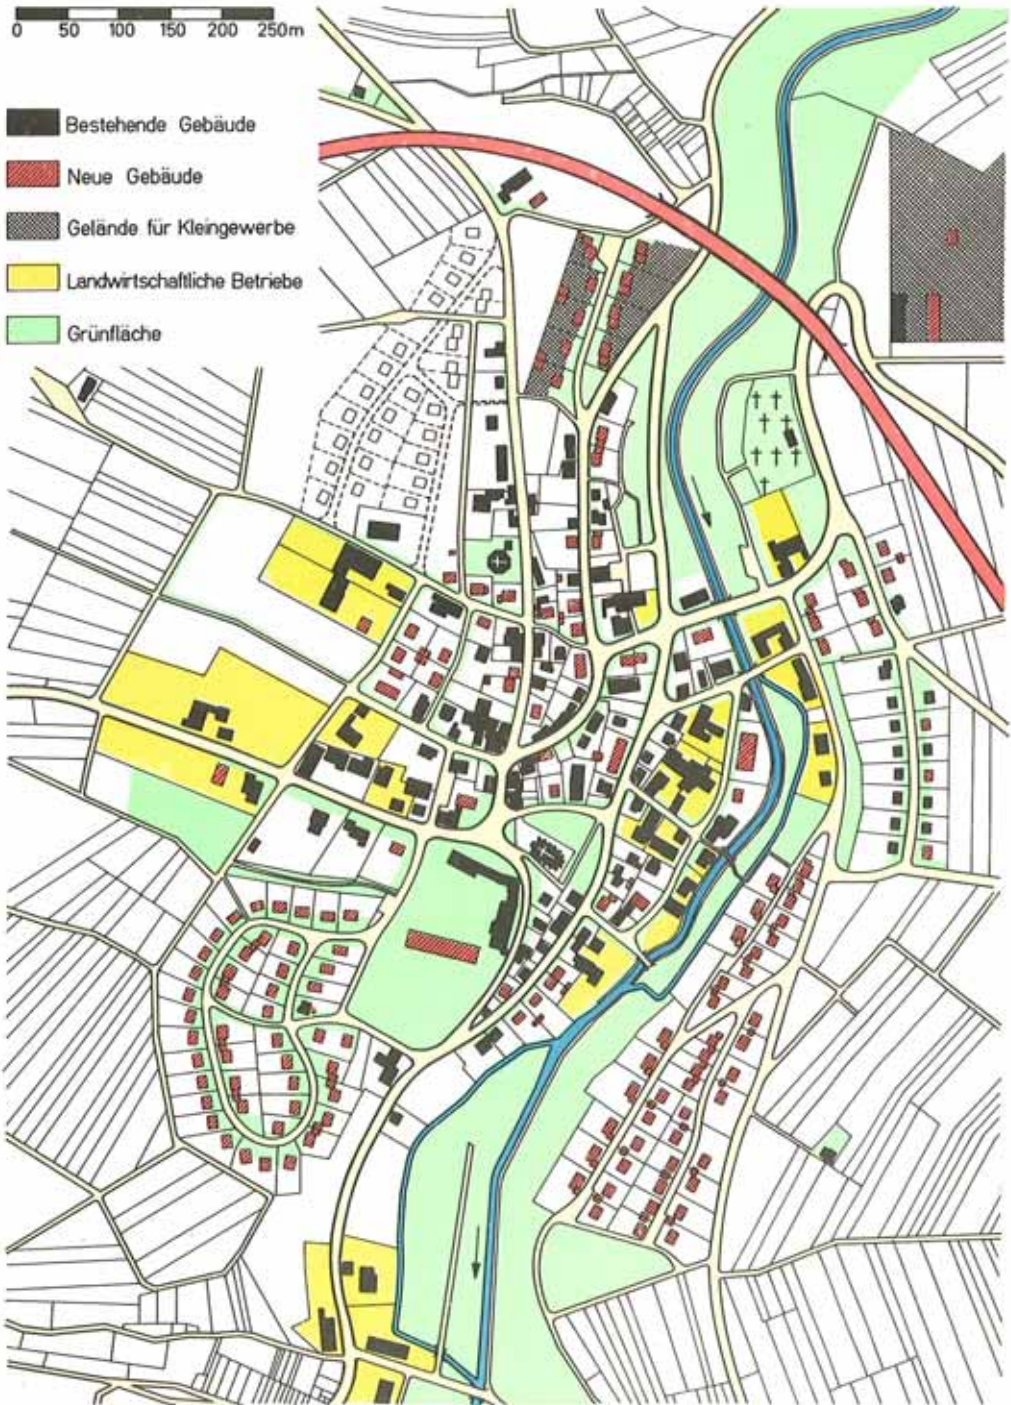 0 50 100 150 200 250m
Bestehende Gebäude
Neue Gebäude
Gelände für Kleingewerbe
Landwirtschaftliche Betriebe
Grünfläche